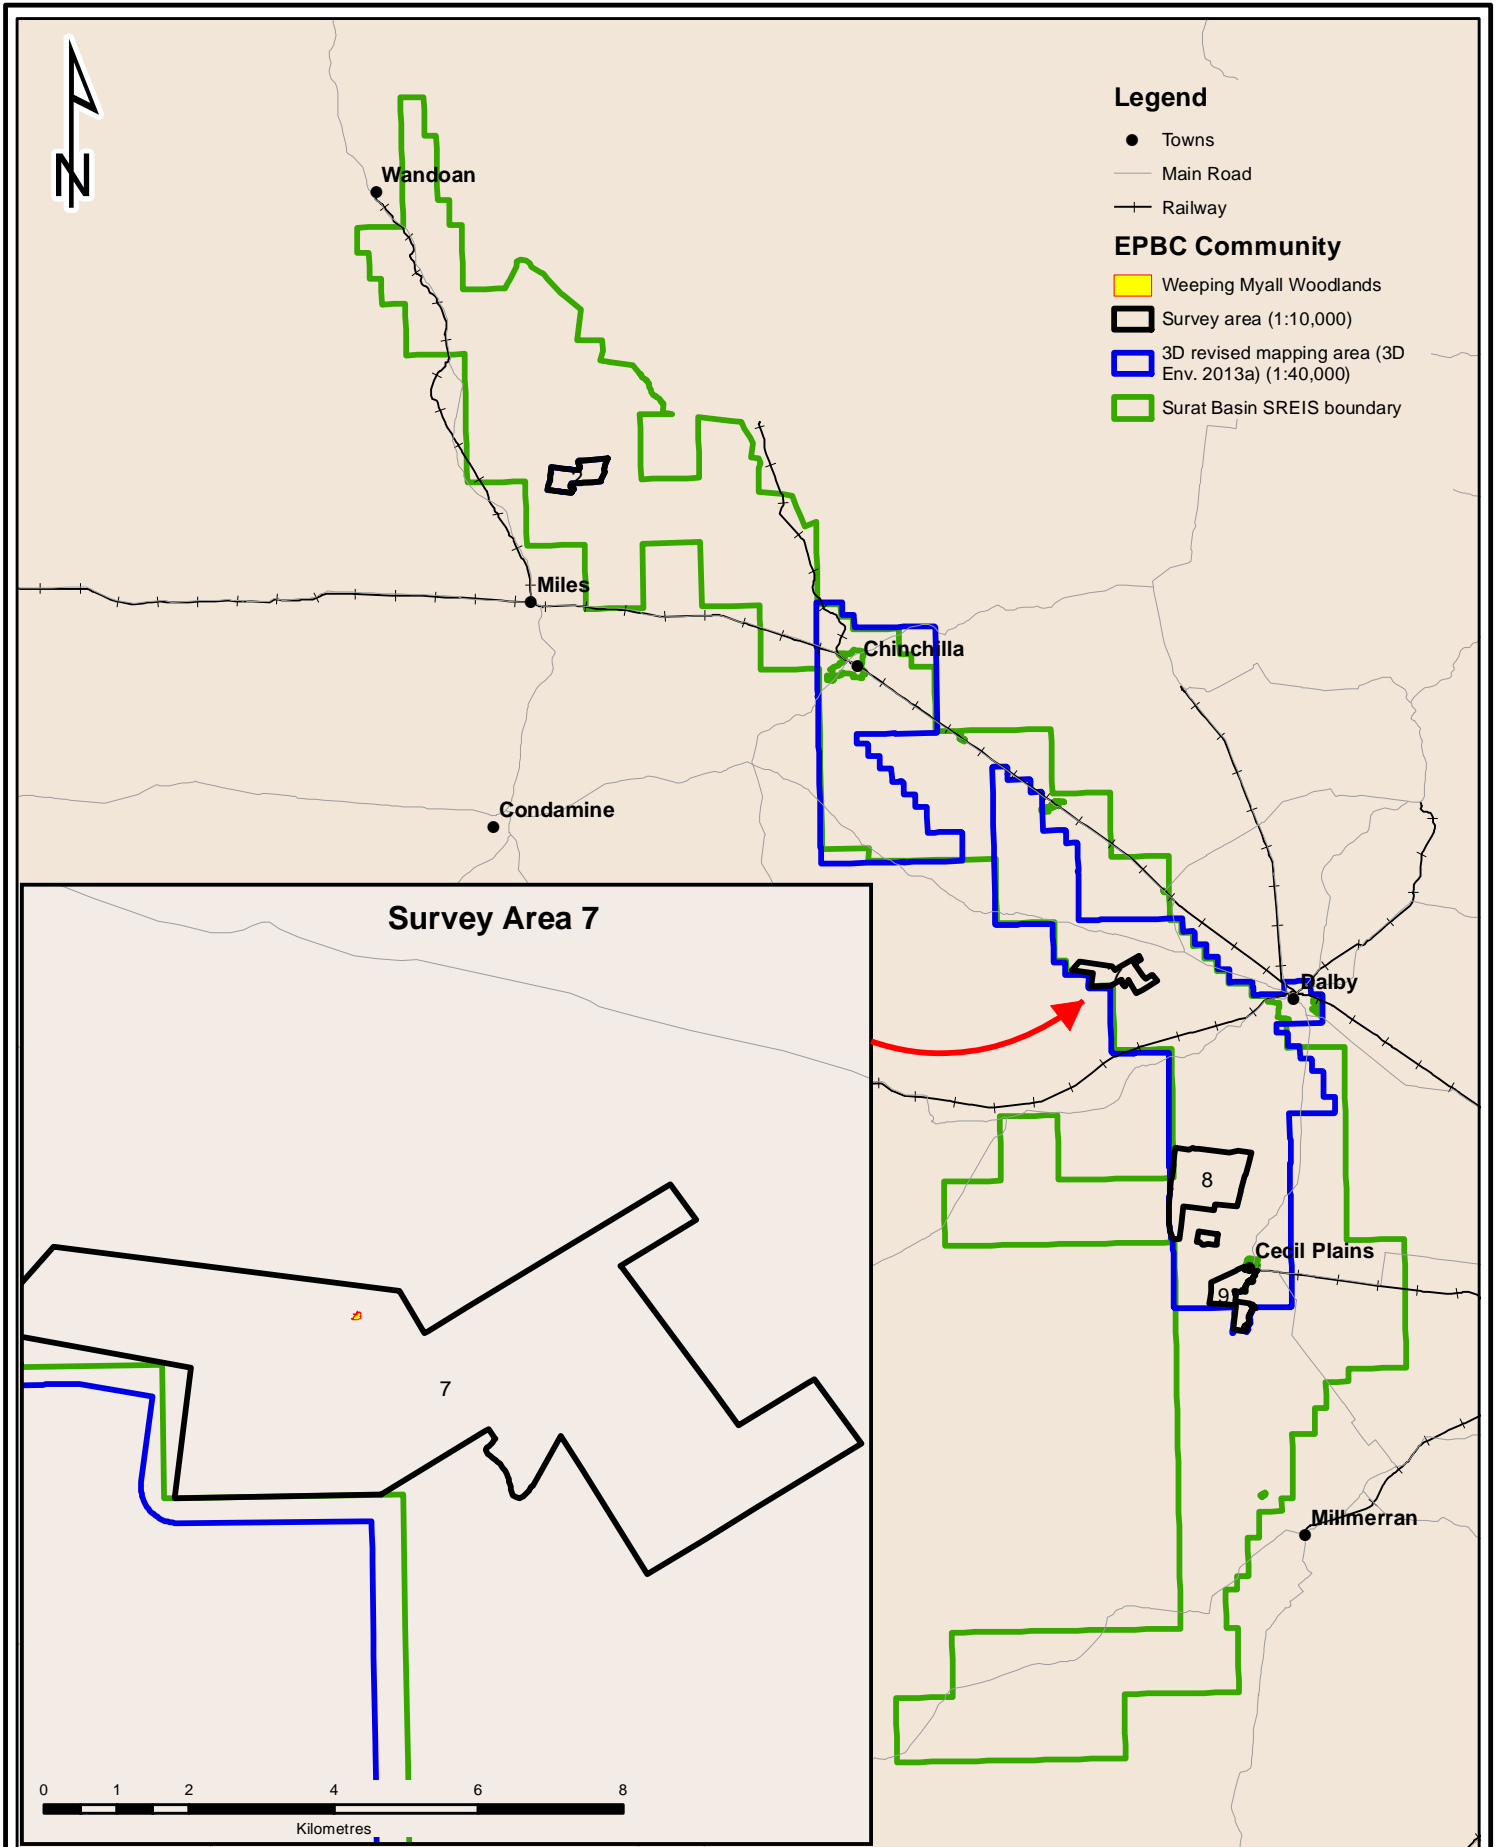 N
Legend
Towns
Main Road
Railway
EPBC Community
Weeping Myall Woodlands
Survey area (1:10,000)
3D revised mapping area (3D
Env. 2013a) (1:40,000)
Surat Basin SREIS boundary
Wandoan
Miles
Chinchilla
Condamine
Dalby
8
Cecil Plains
9
Millmerran
Survey Area 7
7
0 1 2 4 6 8
Kilometres